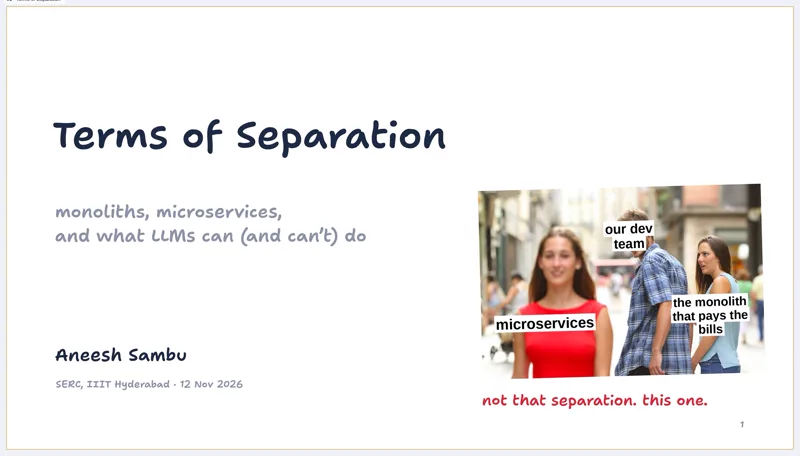 Terms of Separation
monoliths, microservices,
and what LLMs can (and can't) do
our dev
team
the monolith
that pays the
bills
microservices
not that separation. this one.
Aneesh Sambu
SERC, IIIT Hyderabad · 12 Nov 2026
1